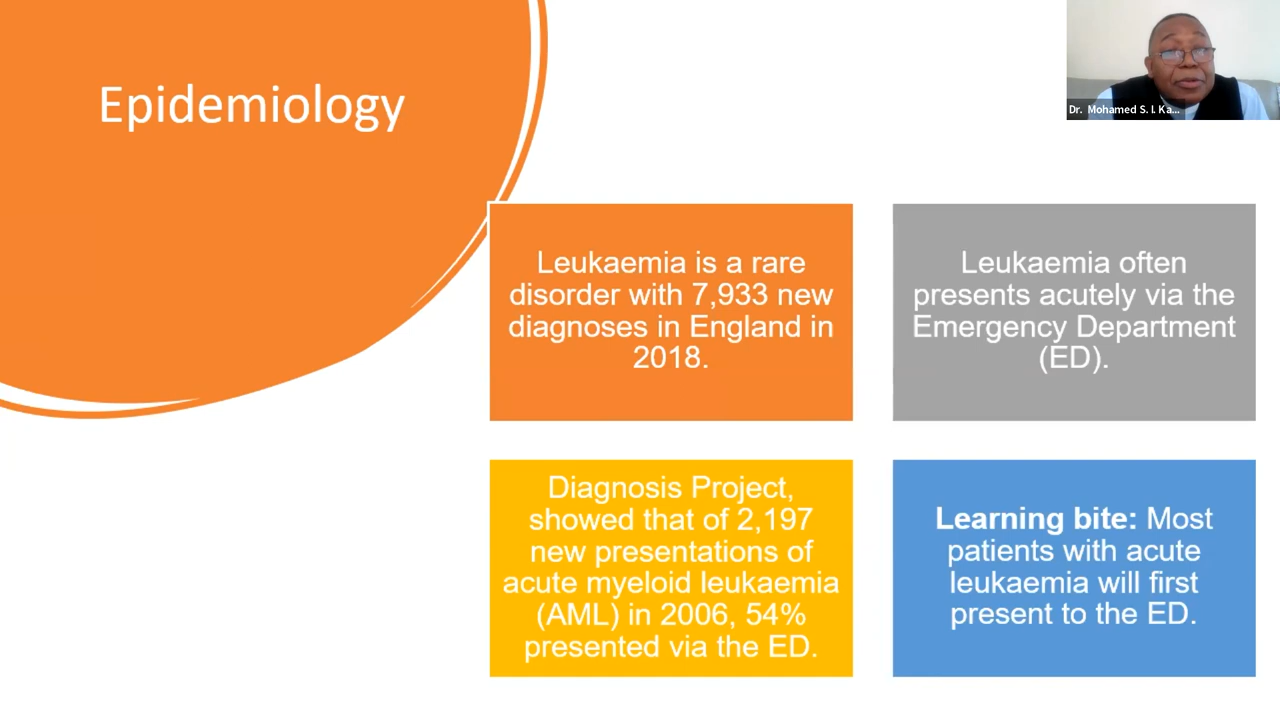 Epidemiology
Dr. Mohamed S. I. Ka...
Leukaemia is a rare
disorder with 7,933 new
diagnoses in England in
2018.
Leukaemia often
presents acutely via the
Emergency Department
(ED).
Diagnosis Project,
showed that of 2,197
new presentations of
acute myeloid leukaemia
(AML) in 2006, 54%
presented via the ED.
Learning bite: Most
patients with acute
leukaemia will first
present to the ED.